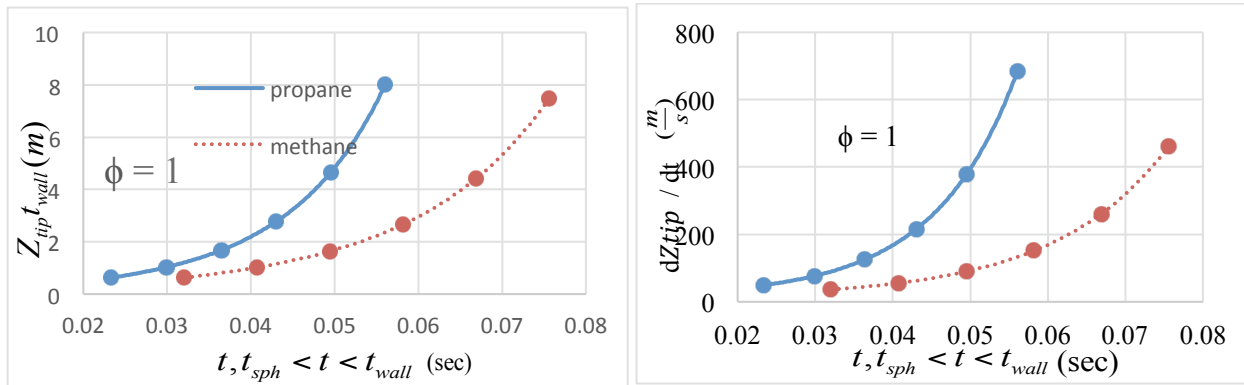 10
8
6
4
2
0
Z_tip t_wall (m)
propane
methane
ϕ = 1
0.02 0.03 0.04 0.05 0.06 0.07 0.08
t, t_sph < t < t_wall (sec)
800
600
400
200
0
dZtip / dt (m/s)
ϕ = 1
0.02 0.03 0.04 0.05 0.06 0.07 0.08
t, t_sph < t < t_wall (sec)